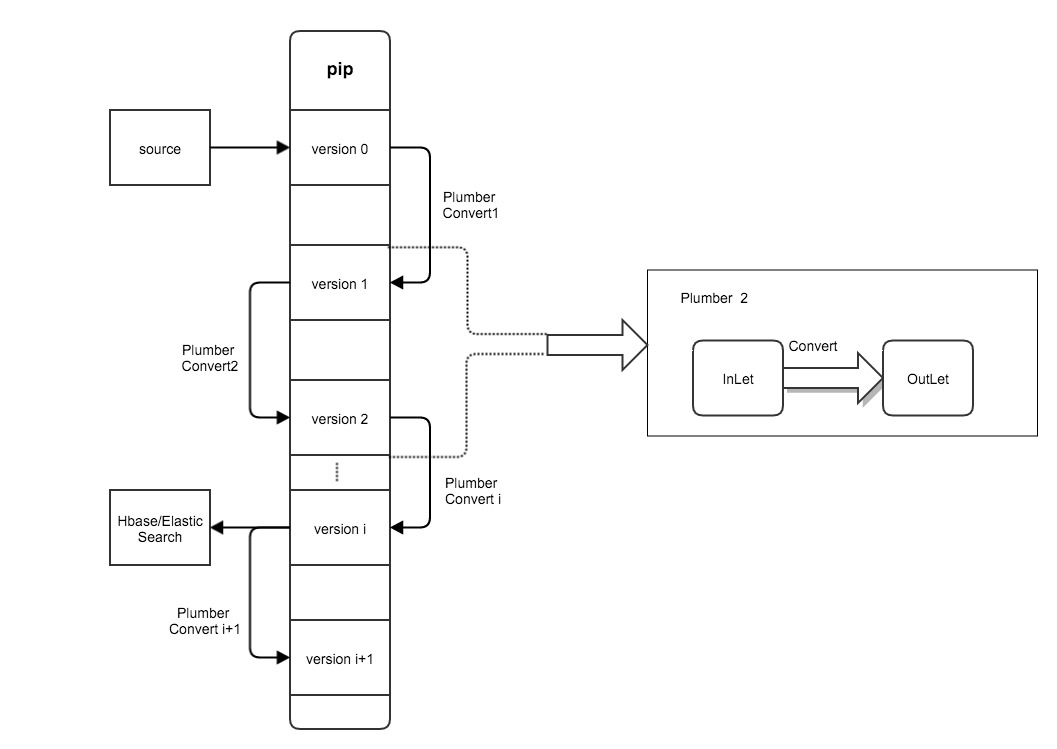 pip
source
version 0
Plumber
Convert1
version 1
Plumber 2
Convert
InLet
OutLet
Plumber
Convert2
version 2
Plumber
Convert i
Hbase/Elastic
Search
version i
Plumber
Convert i+1
version i+1